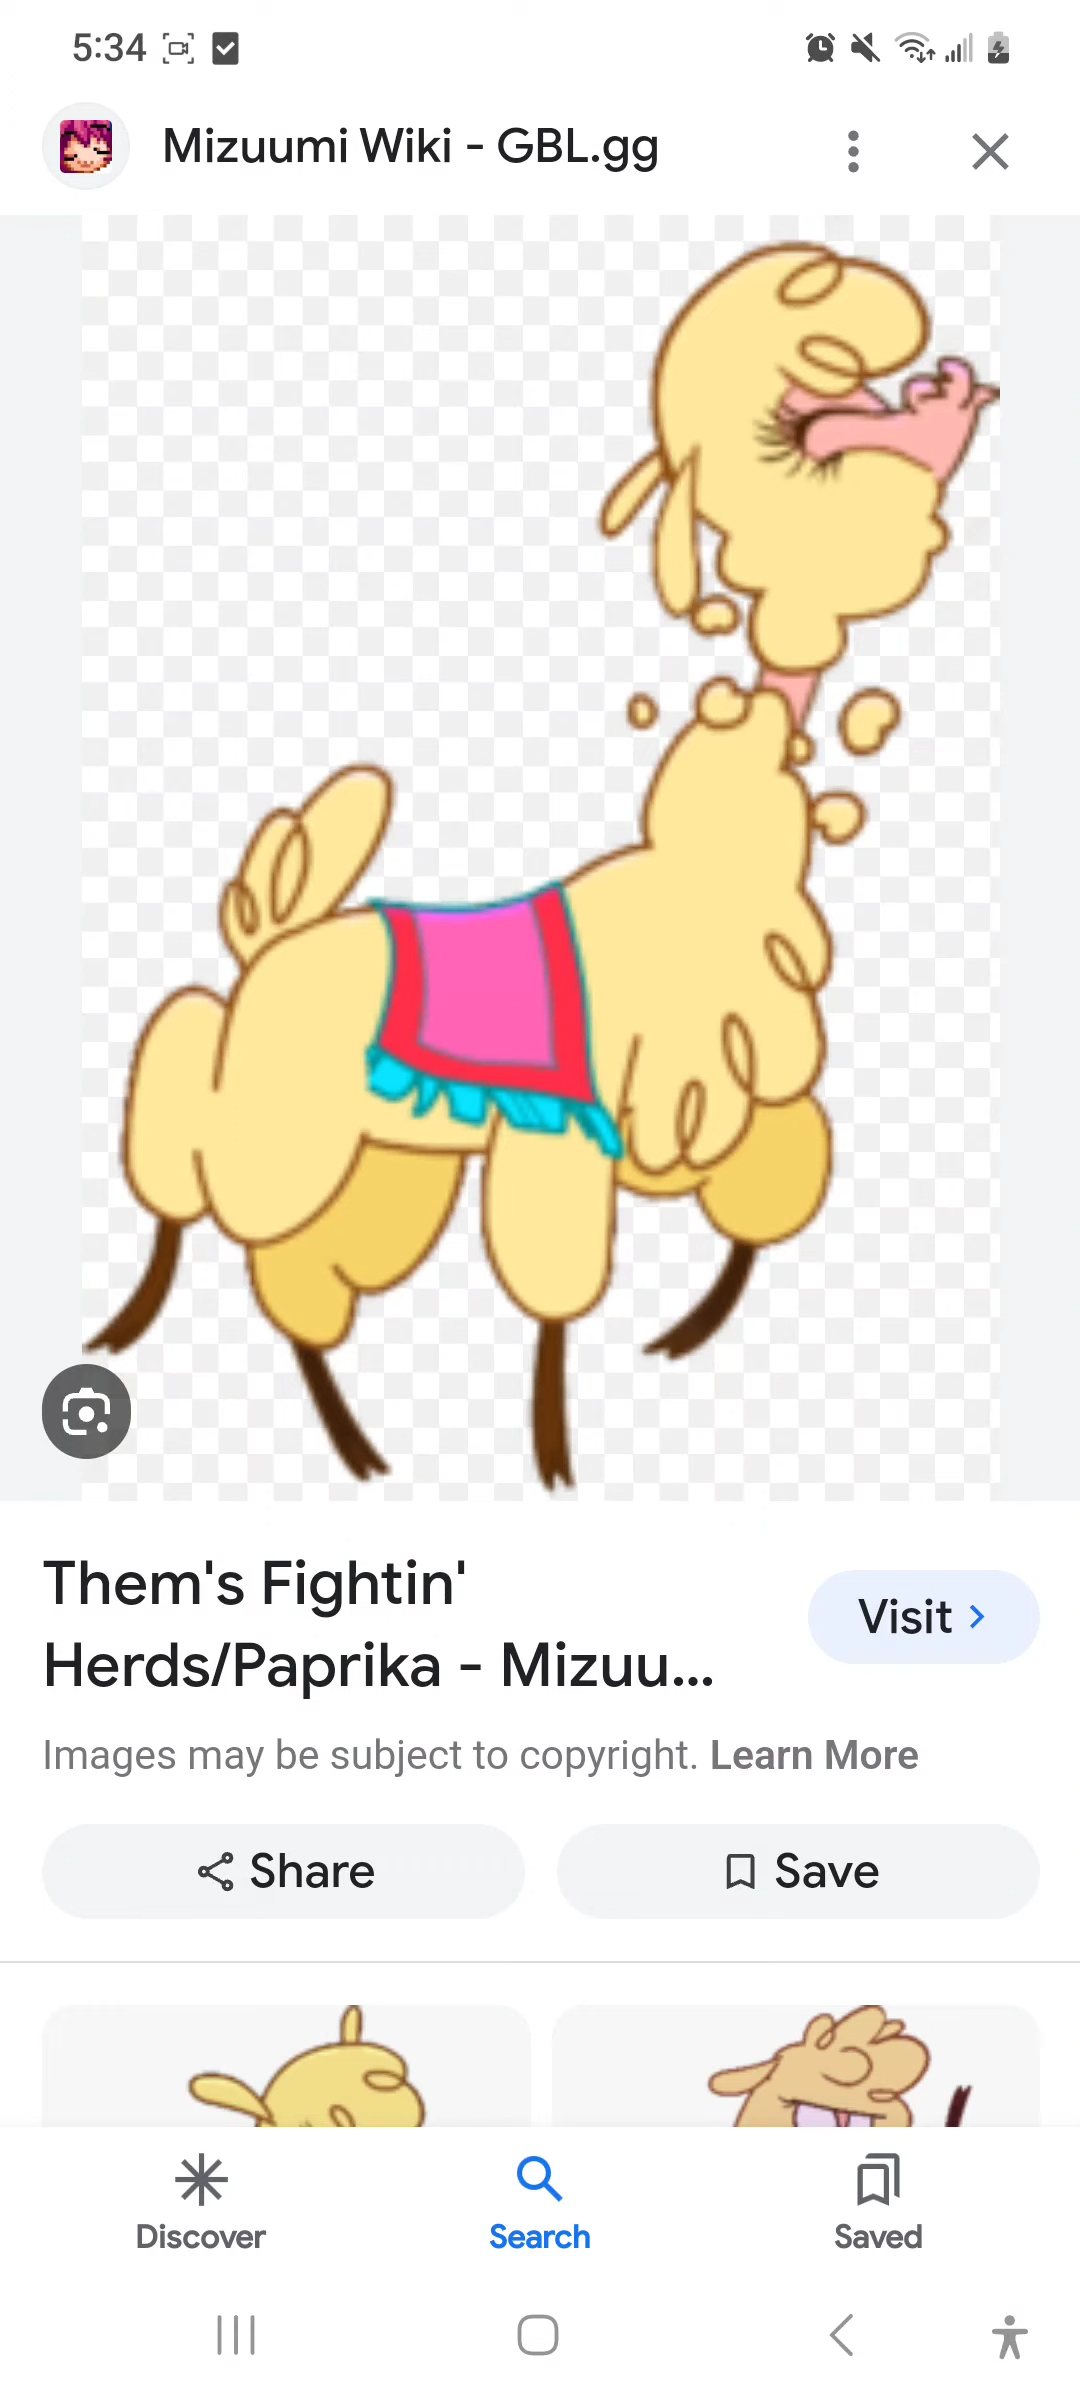 5:34
Mizuumi Wiki - GBL.gg
Them's Fightin'
Herds/Paprika - Mizuu...
Visit
Images may be subject to copyright. Learn More
Share
Save
Discover
Search
Saved